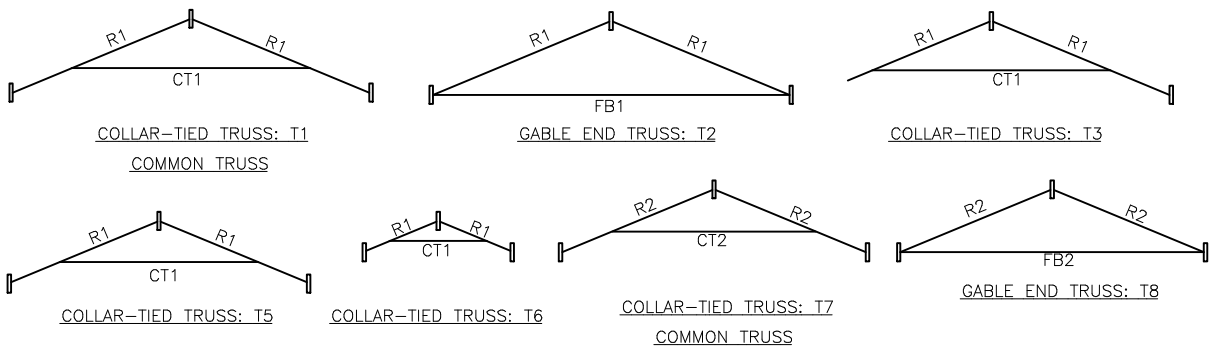 R1
R1
CT1
COLLAR-TIED TRUSS: T1
COMMON TRUSS
R1
R1
FB1
GABLE END TRUSS: T2
R1
R1
CT1
COLLAR-TIED TRUSS: T3
R1
R1
CT1
COLLAR-TIED TRUSS: T5
R1
R1
CT1
COLLAR-TIED TRUSS: T6
R2
R2
CT2
COLLAR-TIED TRUSS: T7
COMMON TRUSS
R2
R2
FB2
GABLE END TRUSS: T8